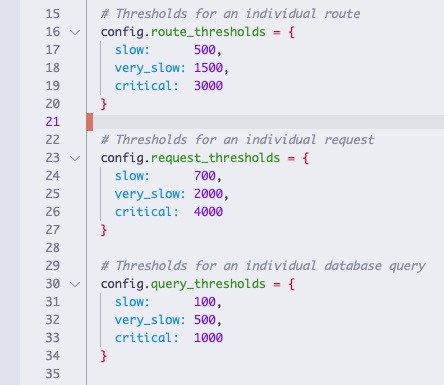 15 # Thresholds for an individual route
16 config.route_thresholds = {
17 slow: 500,
18 very_slow: 1500,
19 critical: 3000
20 }
21
22 # Thresholds for an individual request
23 config.request_thresholds = {
24 slow: 700,
25 very_slow: 2000,
26 critical: 4000
27 }
28
29 # Thresholds for an individual database query
30 config.query_thresholds = {
31 slow: 100,
32 very_slow: 500,
33 critical: 1000
34 }
35